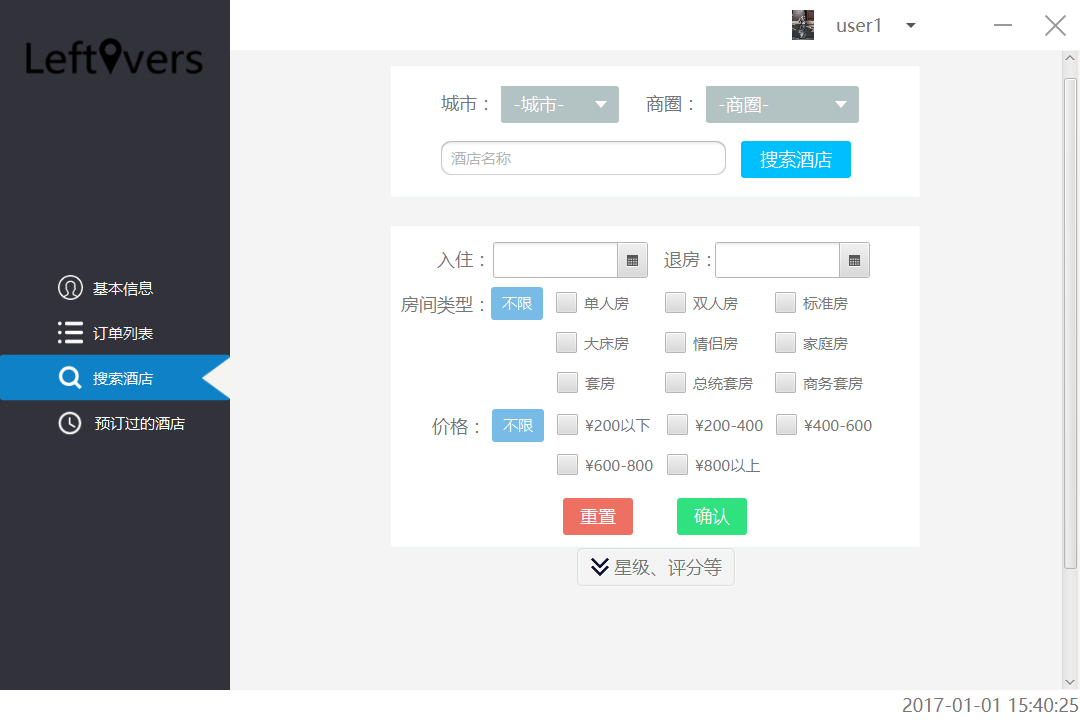 Leftovers
user1
城市： -城市- 商圈： -商圈-
酒店名称 搜索酒店
入住： 退房：
房间类型： 不限 单人房 双人房 标准房
大床房 情侣房 家庭房
套房 总统套房 商务套房
价格： 不限 ¥200以下 ¥200-400 ¥400-600
¥600-800 ¥800以上
重置 确认
星级、评分等
基本信息
订单列表
搜索酒店
预订过的酒店
2017-01-01 15:40:25